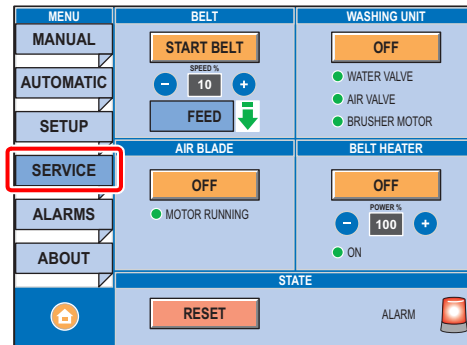 MENU
MANUAL
AUTOMATIC
SETUP
SERVICE
ALARMS
ABOUT
BELT
START BELT
SPEED %
10
FEED
WASHING UNIT
OFF
WATER VALVE
AIR VALVE
BRUSHER MOTOR
AIR BLADE
OFF
MOTOR RUNNING
BELT HEATER
OFF
POWER %
100
ON
STATE
RESET
ALARM